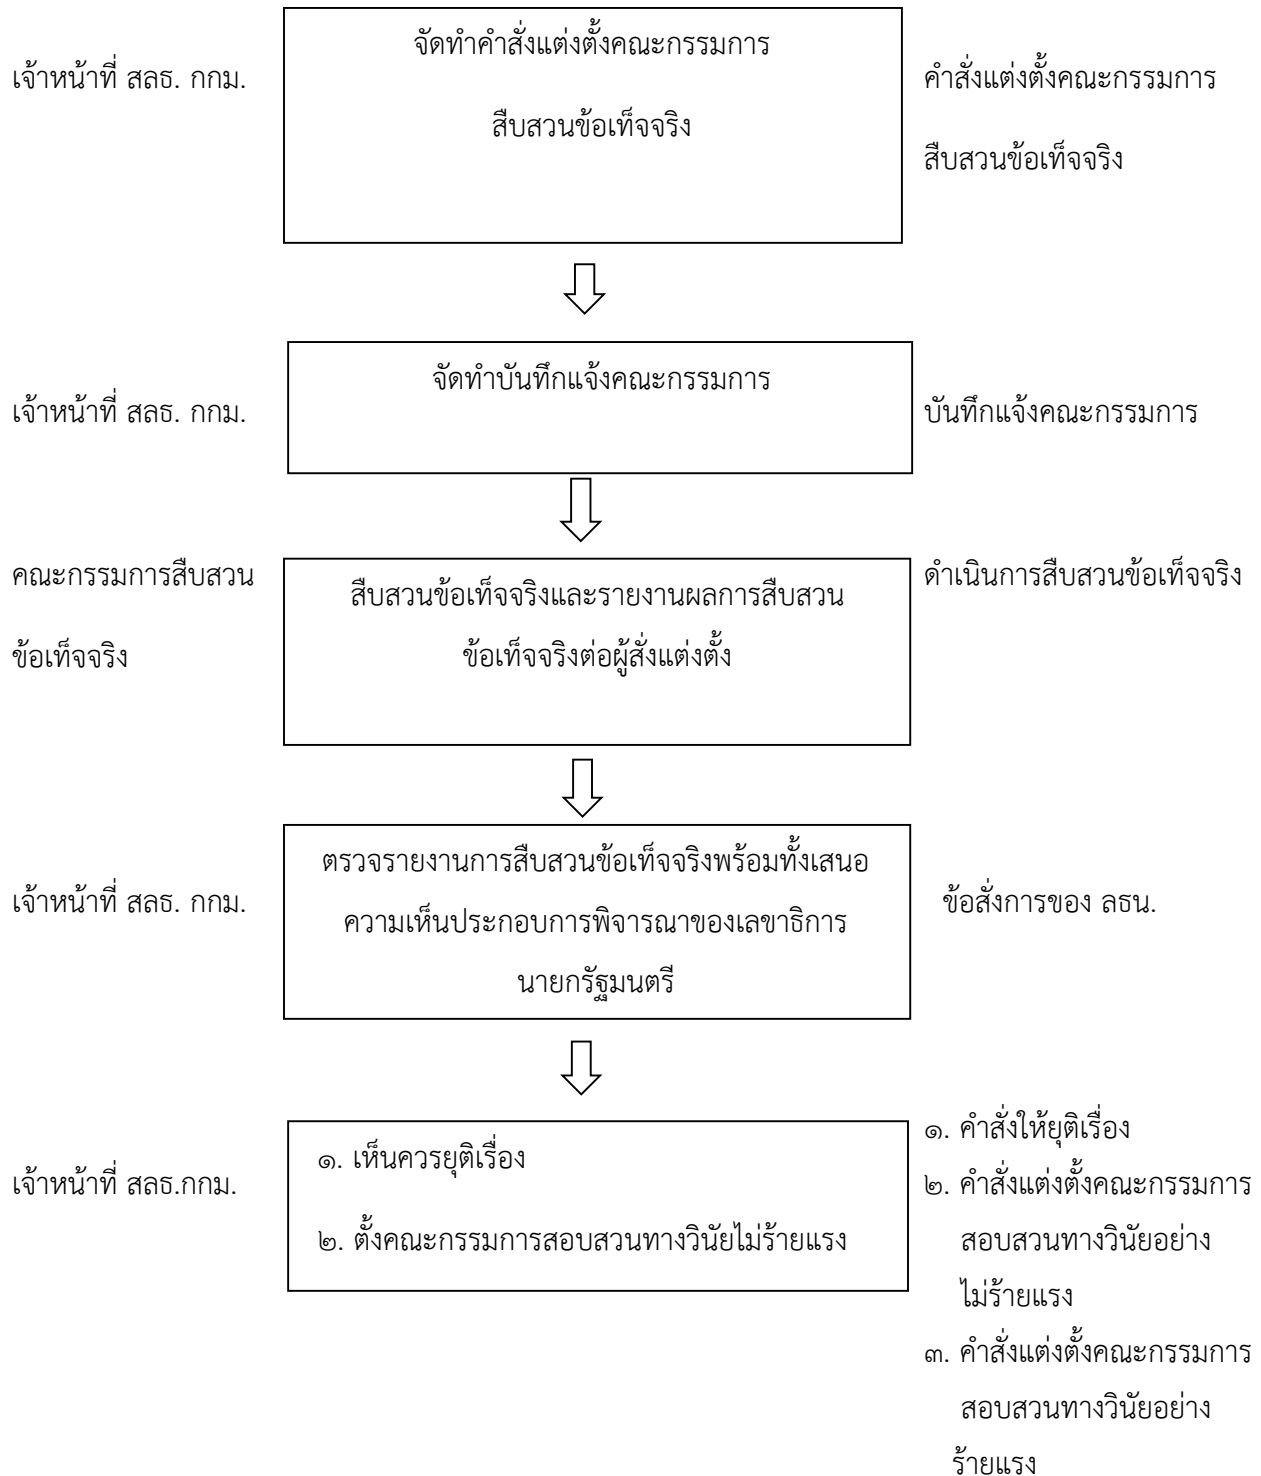 จัดทำคำสั่งแต่งตั้งคณะกรรมการ
สืบสวนข้อเท็จจริง
เจ้าหน้าที่ สลธ. กกม.
คำสั่งแต่งตั้งคณะกรรมการ
สืบสวนข้อเท็จจริง
จัดทำบันทึกแจ้งคณะกรรมการ
เจ้าหน้าที่ สลธ. กกม.
บันทึกแจ้งคณะกรรมการ
คณะกรรมการสืบสวน
ข้อเท็จจริง
สืบสวนข้อเท็จจริงและรายงานผลการสืบสวน
ข้อเท็จจริงต่อผู้สั่งแต่งตั้ง
ดำเนินการสืบสวนข้อเท็จจริง
ตรวจรายงานการสืบสวนข้อเท็จจริงพร้อมทั้งเสนอ
ความเห็นประกอบการพิจารณาของเลขาธิการ
นายกรัฐมนตรี
เจ้าหน้าที่ สลธ. กกม.
ข้อสั่งการของ ลธน.
เจ้าหน้าที่ สลธ.กกม.
๑. เห็นควรยุติเรื่อง
๒. ตั้งคณะกรรมการสอบสวนทางวินัยไม่ร้ายแรง
๑. คำสั่งให้ยุติเรื่อง
๒. คำสั่งแต่งตั้งคณะกรรมการ
สอบสวนทางวินัยอย่าง
ไม่ร้ายแรง
๓. คำสั่งแต่งตั้งคณะกรรมการ
สอบสวนทางวินัยอย่าง
ร้ายแรง